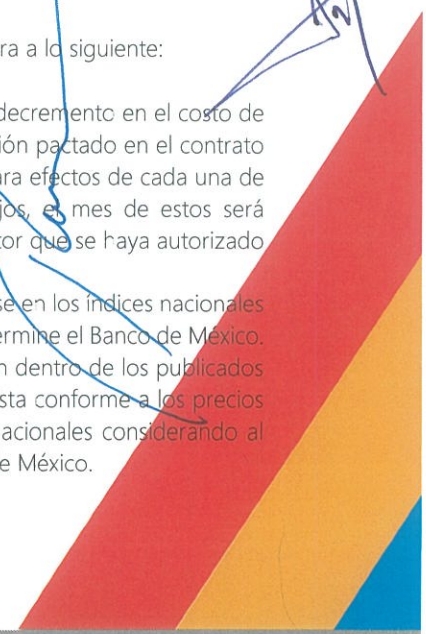 ra a lo siguiente:
decremento en el costo de
ión pactado en el contrato
ara efectos de cada una de
jos, el mes de estos será
tor que se haya autorizado
se en los índices nacionales
ermine el Banco de México.
n dentro de los publicados
sta conforme a los precios
acionales considerando al
e México.